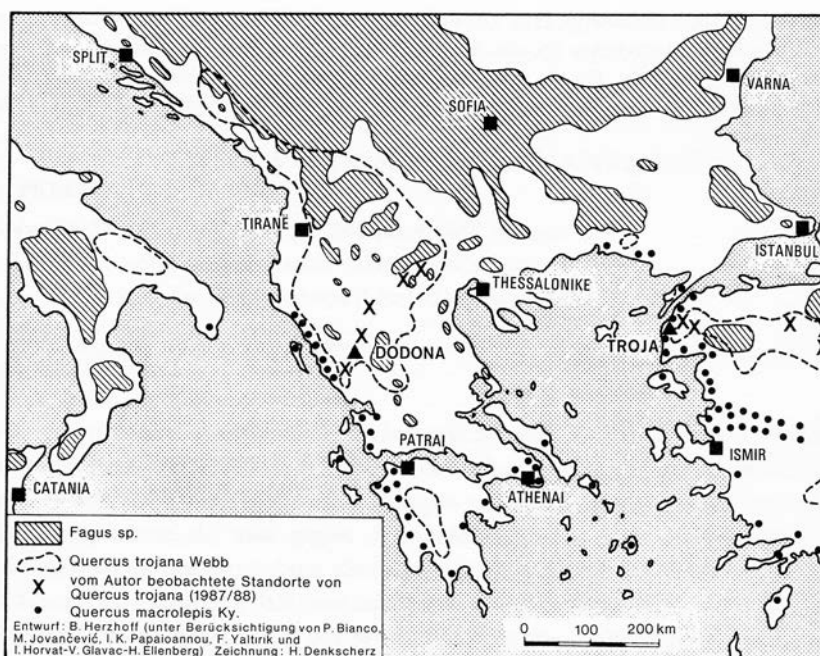 SPLIT
VARNA
SOFIA
TIRANE
ISTANBUL
THESSALONIKE
TROJA
DODONA
PATRAI
ISMIR
ATHENAI
CATANIA
Fagus sp.
Quercus trojana Webb
vom Autor beobachtete Standorte von
Quercus trojana (1987/88)
Quercus macrolepis Ky.
Entwurf: B. Herzhoff (unter Berücksichtigung von P. Bianco,
M. Jovančević, I. K. Papaioannou, F. Yaltırık und
I. Horvat-V. Glavac-H. Ellenberg) Zeichnung: H. Denkscherz
0 100 200 km